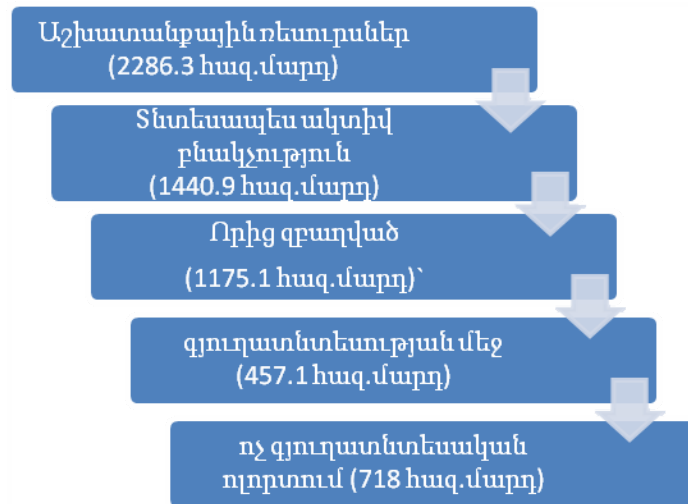 Աշխատանքային ռեսուրսներ
(2286.3 հազ.մարդ)
Տնտեսապես ակտիվ
բնակչություն
(1440.9 հազ.մարդ)
Որից զբաղված
(1175.1 հազ.մարդ)՝
գյուղատնտեսության մեջ
(457.1 հազ.մարդ)
ոչ գյուղատնտեսական
ոլորտում (718 հազ.մարդ)